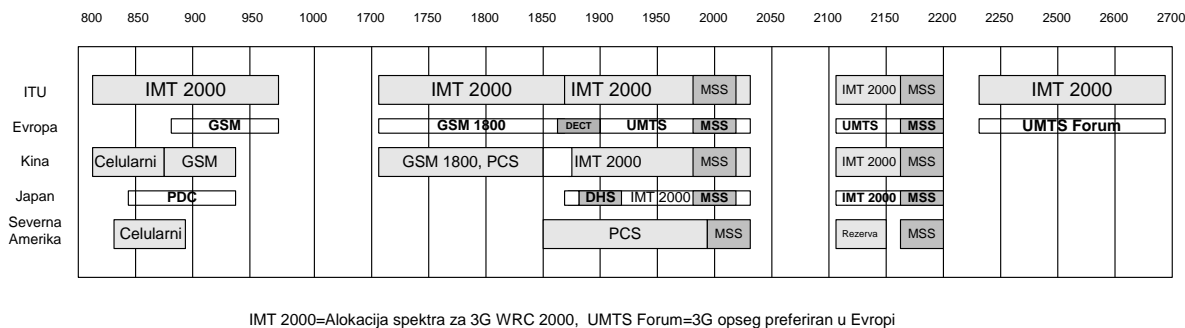 800 850 900 950 1000 1700 1750 1800 1850 1900 1950 2000 2050 2100 2150 2200 2250 2500 2600 2700
ITU IMT 2000 IMT 2000 IMT 2000 MSS IMT 2000 MSS IMT 2000
Evropa GSM GSM 1800 DECT UMTS MSS UMTS MSS UMTS Forum
Kina Celularni GSM GSM 1800, PCS IMT 2000 MSS IMT 2000 MSS
Japan PDC DHS IMT 2000 MSS IMT 2000 MSS
Severna
Amerika Celularni PCS MSS Rezerva MSS
IMT 2000=Alokacija spektra za 3G WRC 2000, UMTS Forum=3G opseg preferiran u Evropi